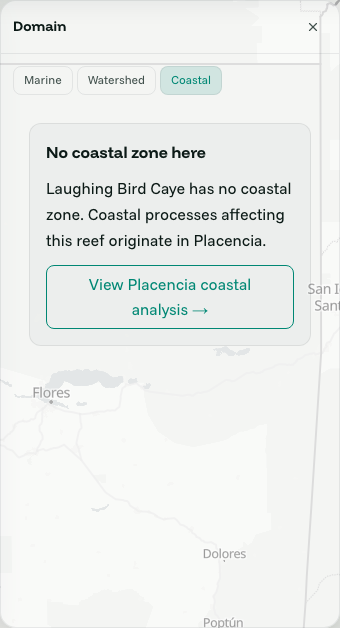 Domain
Marine Watershed Coastal
No coastal zone here
Laughing Bird Caye has no coastal
zone. Coastal processes affecting
this reef originate in Placencia.
View Placencia coastal
analysis →
San I
Sant
Flores
Dolores
Poptún